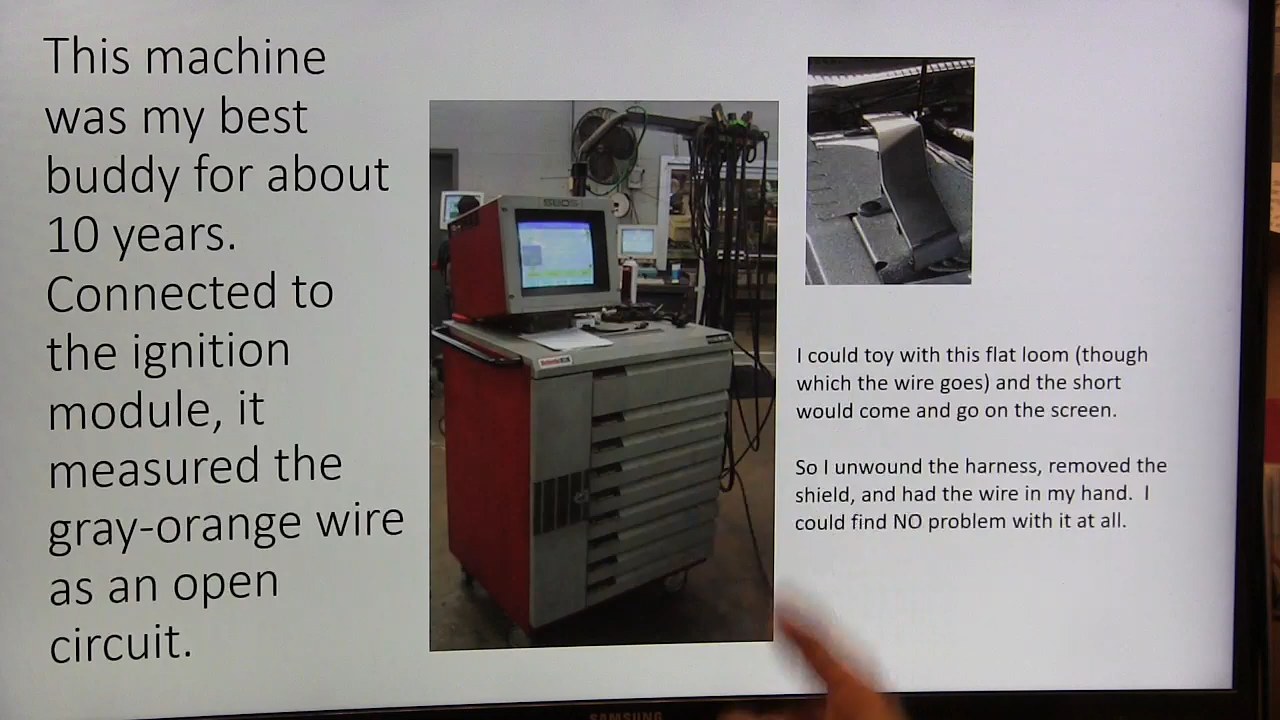 This machine
was my best
buddy for about
10 years.
Connected to
the ignition
module, it
measured the
gray-orange wire
as an open
circuit.
SBDS
I could toy with this flat loom (though
which the wire goes) and the short
would come and go on the screen.
So I unwound the harness, removed the
shield, and had the wire in my hand. I
could find NO problem with it at all.
SAMSUNG